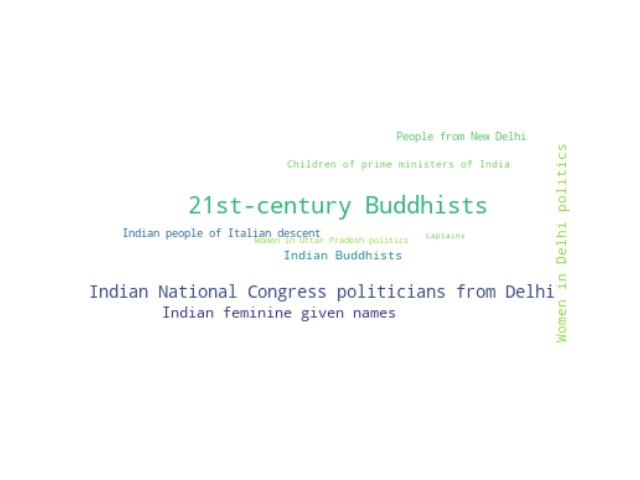 People from New Delhi
Children of prime ministers of India
21st-century Buddhists
Indian people of Italian descent
Women in Uttar Pradesh politics
Captains
Indian Buddhists
Indian National Congress politicians from Delhi
Indian feminine given names
Women in Delhi politics